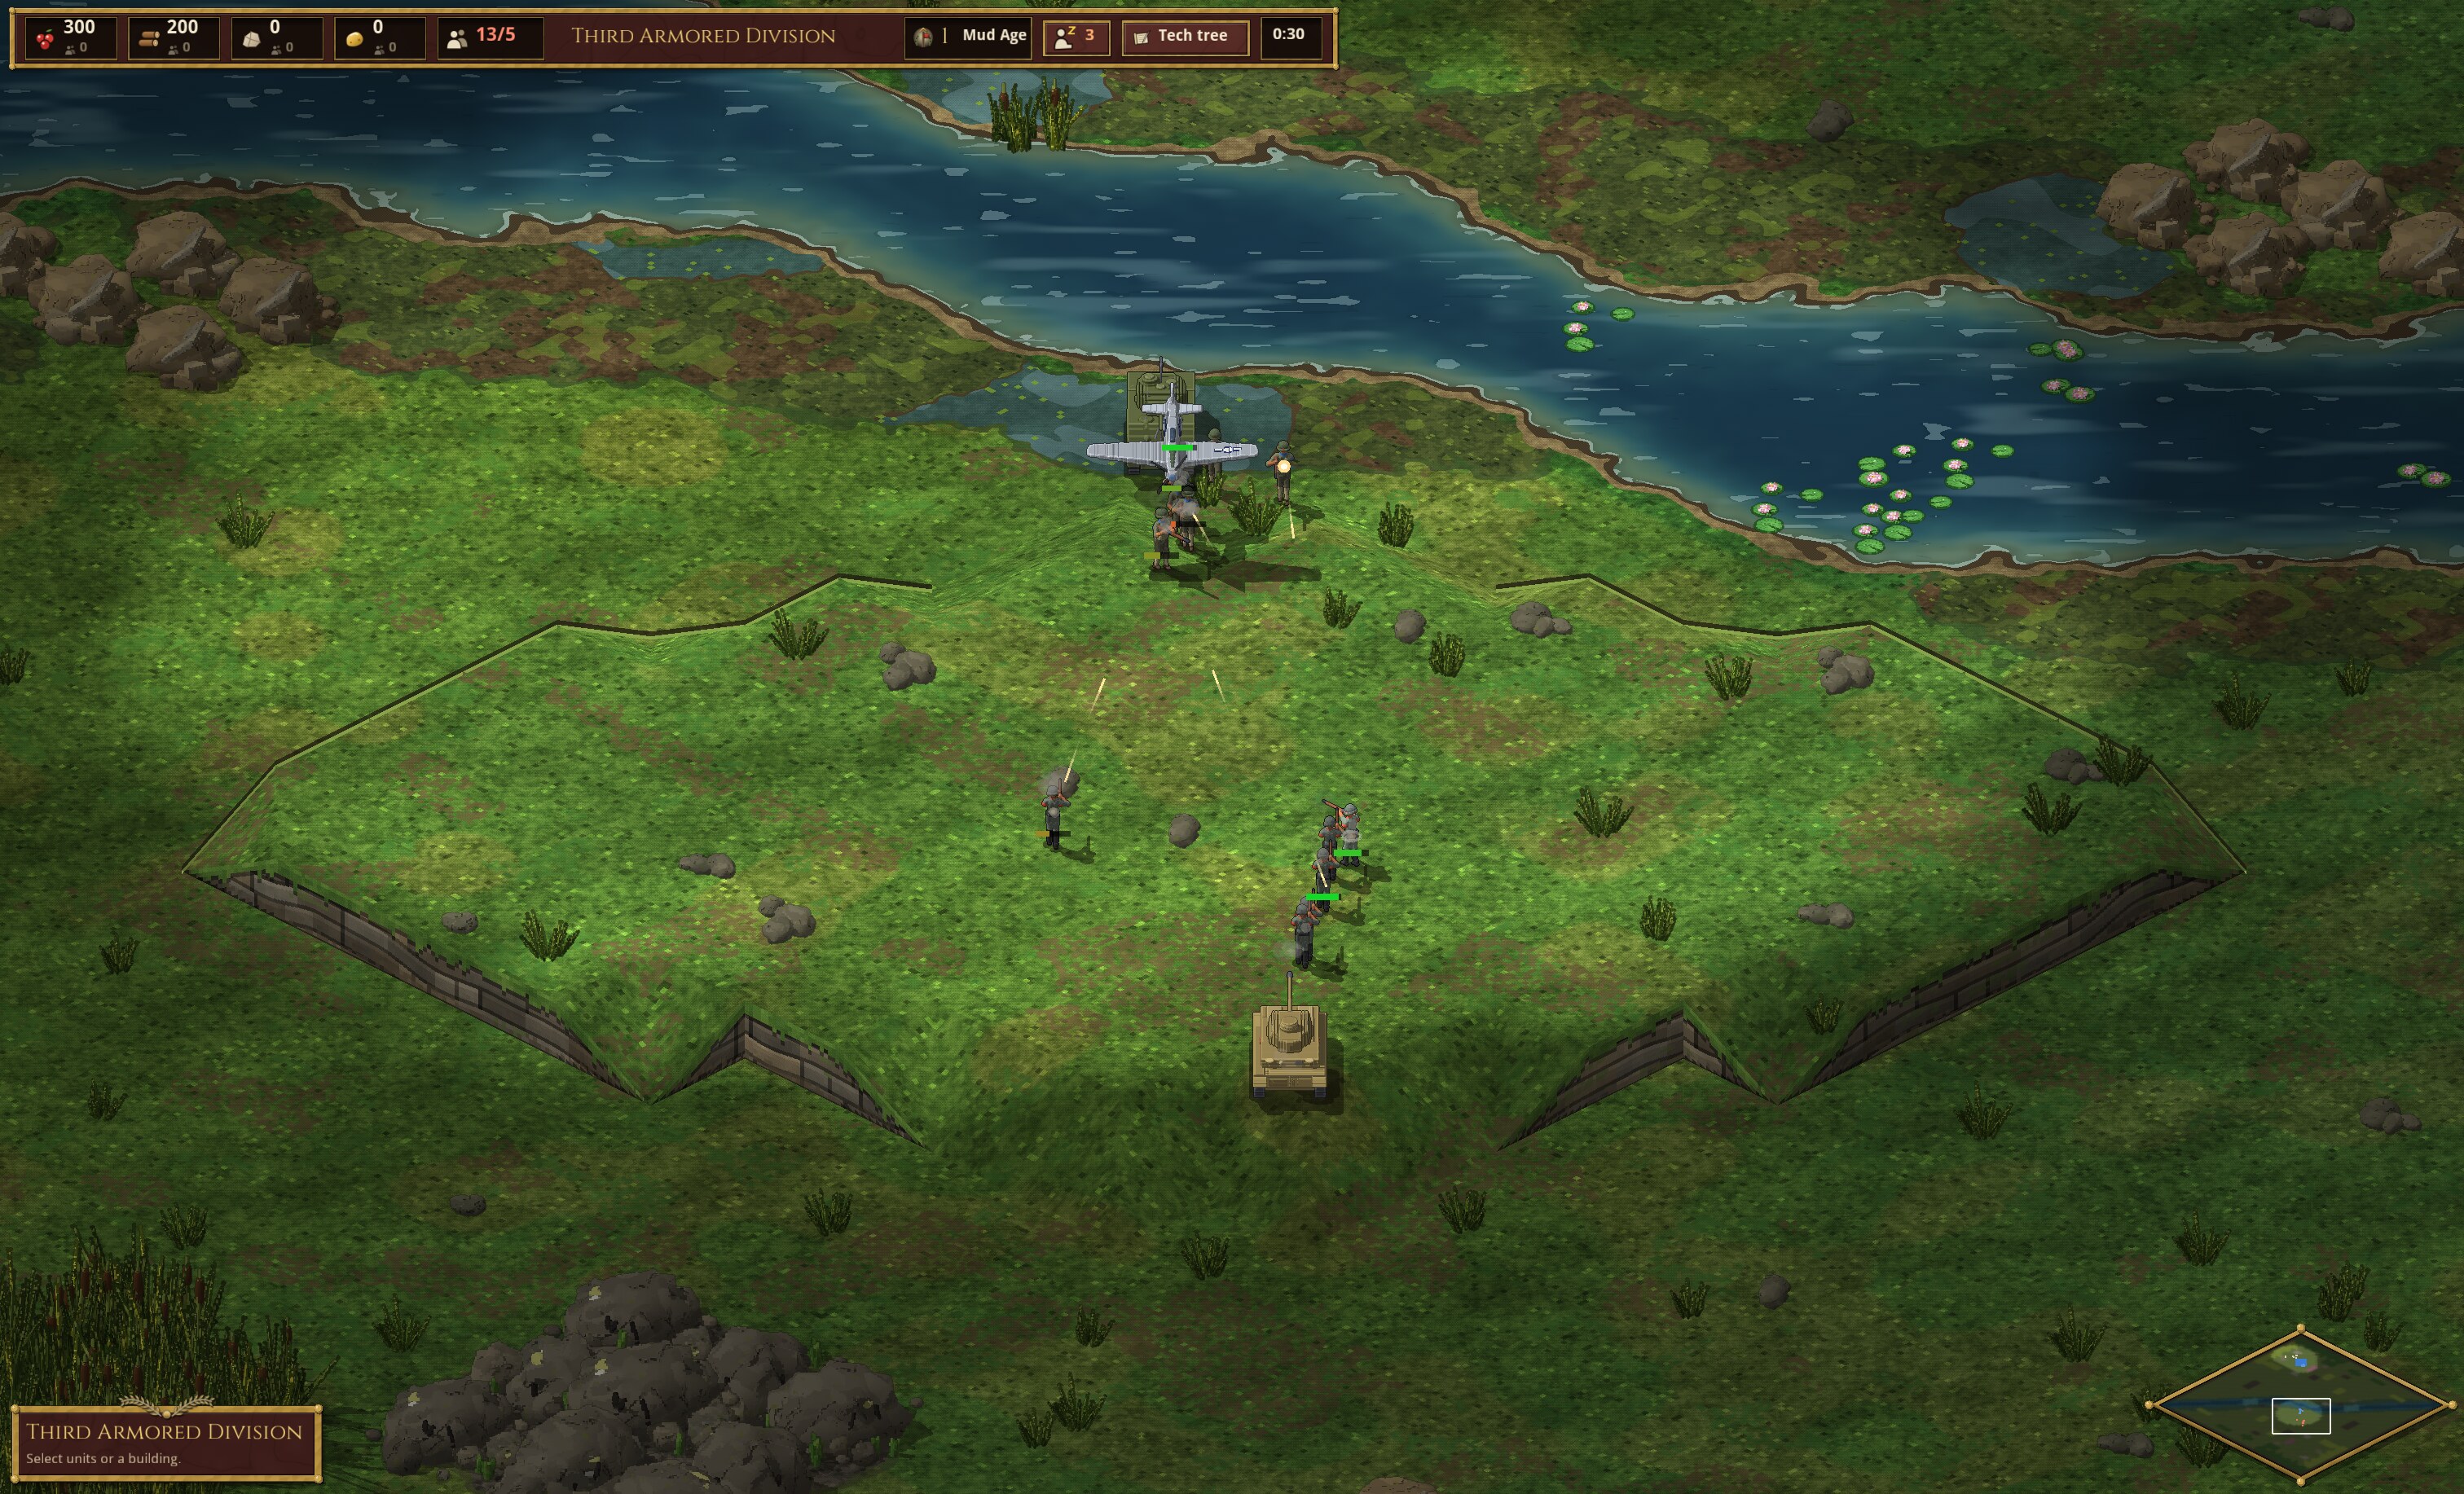 300
0
200
0
0
0
0
0
13/5
THIRD ARMORED DIVISION
1 Mud Age
z 3
Tech tree
0:30
THIRD ARMORED DIVISION
Select units or a building.